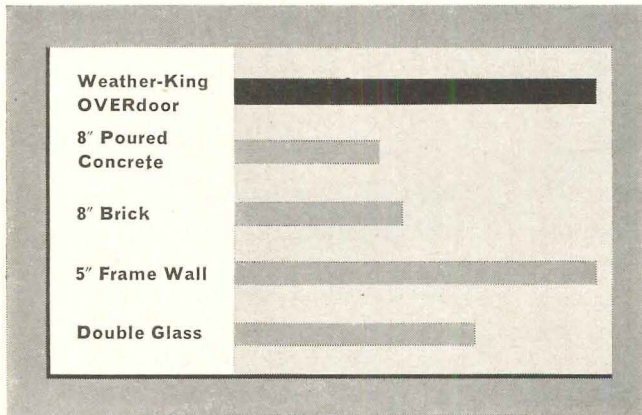 Weather-King
OVERdoor
8" Poured
Concrete
8" Brick
5" Frame Wall
Double Glass